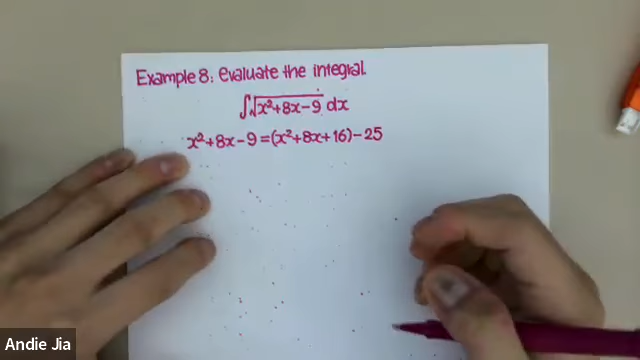 Example 8: Evaluate the integral.
∫√x²+8x-9 dx
x²+8x-9=(x²+8x+16)-25
Andie Jia